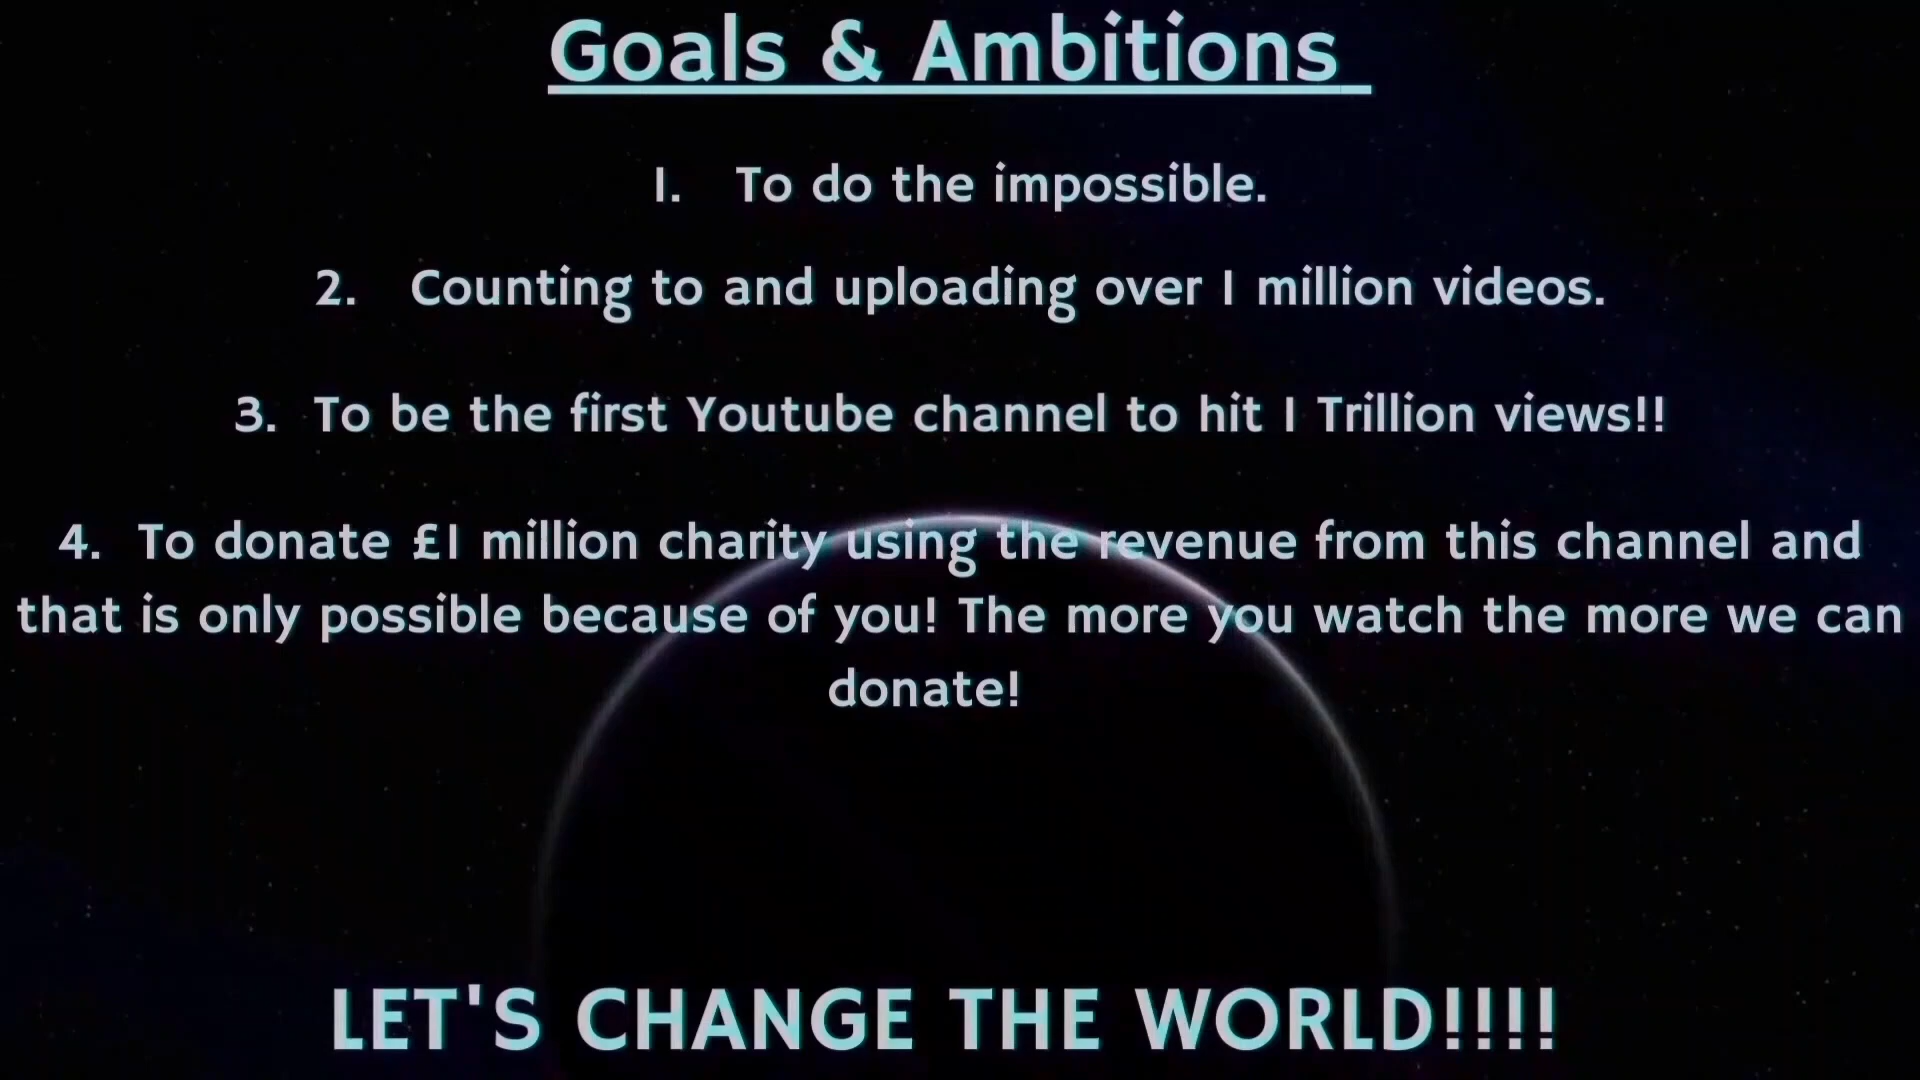 Goals & Ambitions
1. To do the impossible.
2. Counting to and uploading over 1 million videos.
3. To be the first Youtube channel to hit 1 Trillion views!!
4. To donate £1 million charity using the revenue from this channel and
that is only possible because of you! The more you watch the more we can
donate!
LET'S CHANGE THE WORLD!!!!